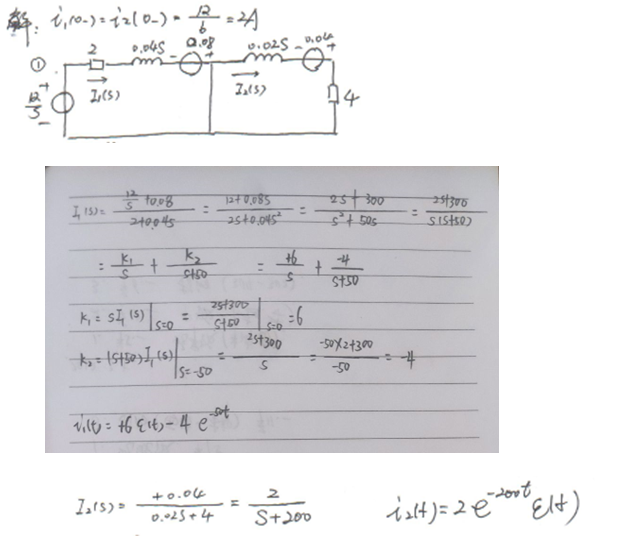 解: i₁(0-) = i₂(0-) = 12/6 = 2A
① + 12/S - 2 I₁(S) 0.04S - 0.08 + 0.02S I₂(S) - 0.04 + 4
I₁(S) = (12/S + 0.08)/(2+0.04S) = (12+0.08S)/(2S+0.04S²) = (2S+300)/(S²+50S) = (2S+300)/(S(S+50))
= K₁/S + K₂/(S+50) = +6/S + -4/(S+50)
K₁ = SI₁(S)|S=0 = (2S+300)/(S+50)|S=0 = 6
K₂ = (S+50)I₁(S)|S=-50 = (2S+300)/S = (-50×2+300)/-50 = -4
i₁(t) = +6 ε(t) - 4 e^-50t
I₂(S) = +0.04/(0.02S+4) = 2/(S+200) i₂(t) = 2 e^-200t ε(t)